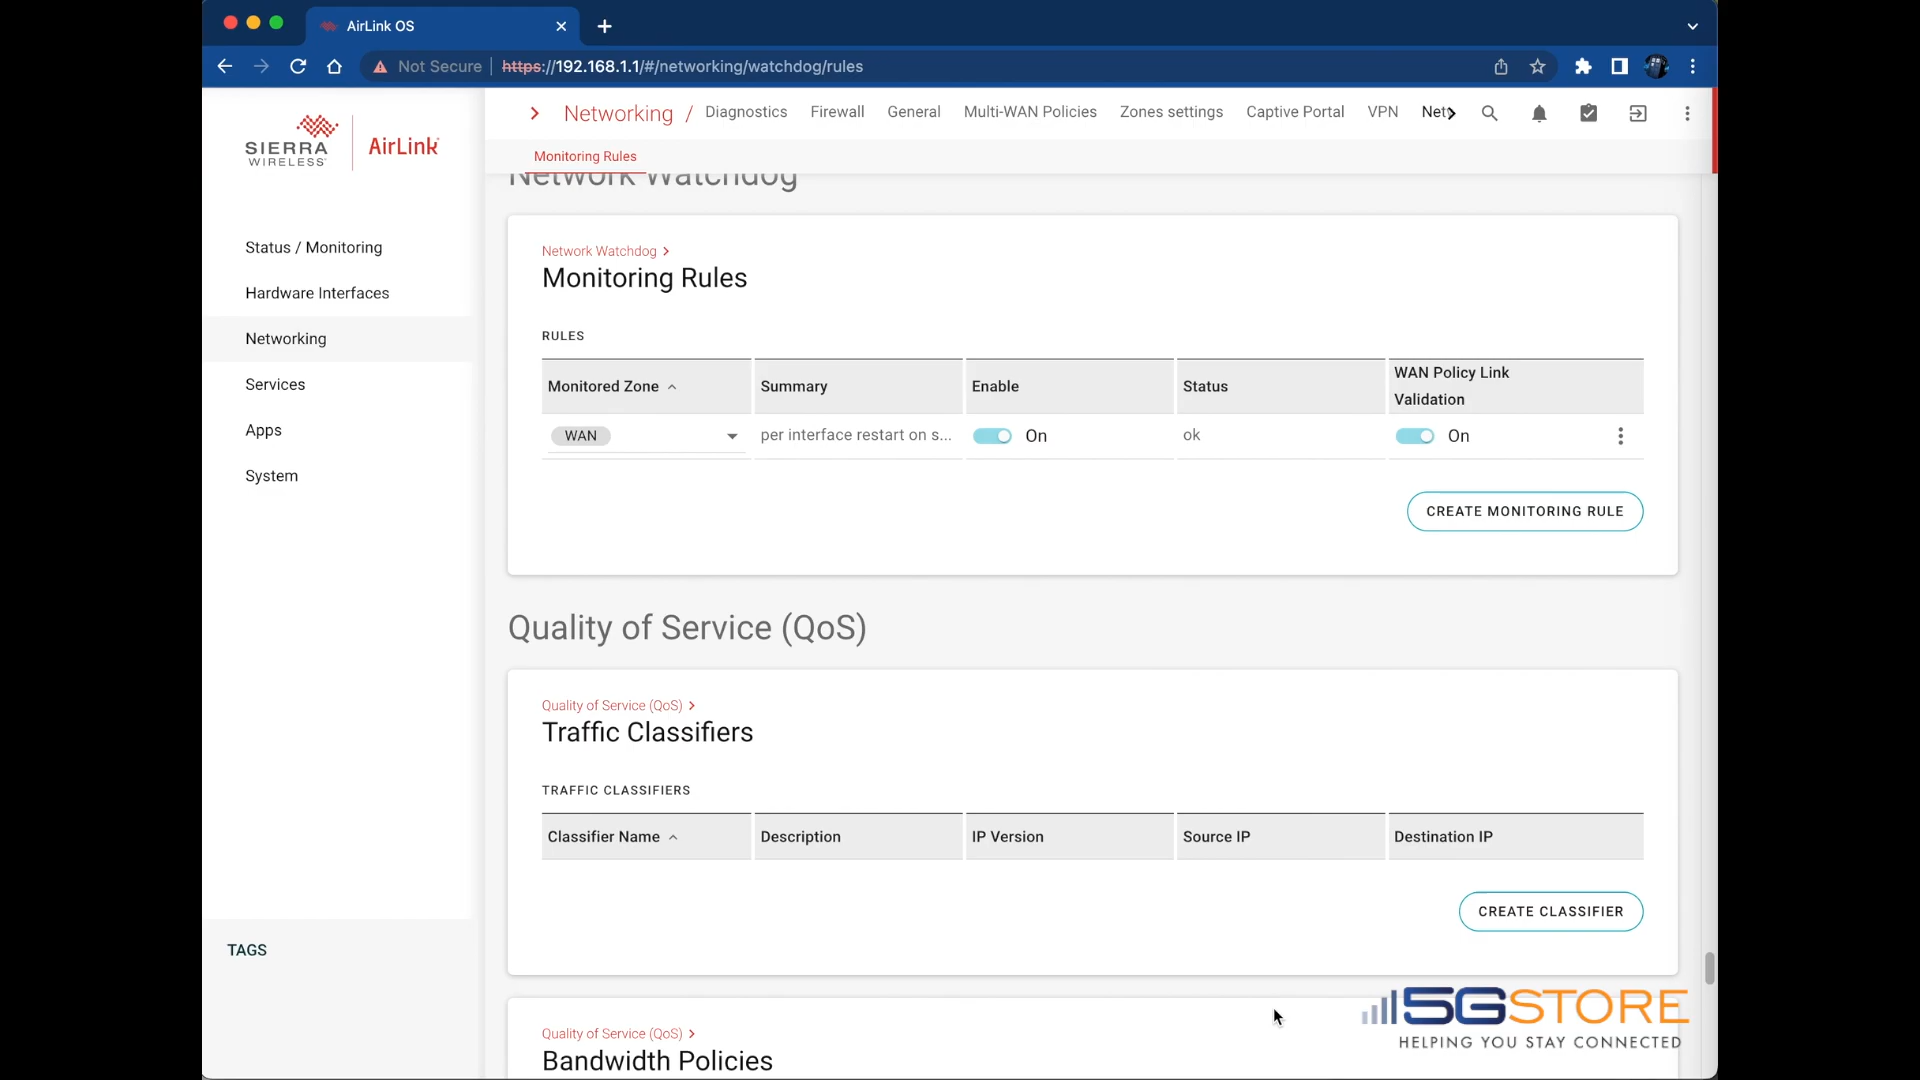 AirLink OS
Not Secure https://192.168.1.1/#/networking/watchdog/rules
SIERRA WIRELESS AirLink
Networking / Diagnostics Firewall General Multi-WAN Policies Zones settings Captive Portal VPN Net
Monitoring Rules
Status / Monitoring
Hardware Interfaces
Networking
Services
Apps
System
TAGS
Network Watchdog
Network Watchdog >
Monitoring Rules
RULES
Monitored Zone Summary Enable Status WAN Policy Link Validation
WAN per interface restart on s... On ok On
CREATE MONITORING RULE
Quality of Service (QoS)
Quality of Service (QoS) >
Traffic Classifiers
TRAFFIC CLASSIFIERS
Classifier Name Description IP Version Source IP Destination IP
CREATE CLASSIFIER
Quality of Service (QoS) >
Bandwidth Policies
5GSTORE
HELPING YOU STAY CONNECTED